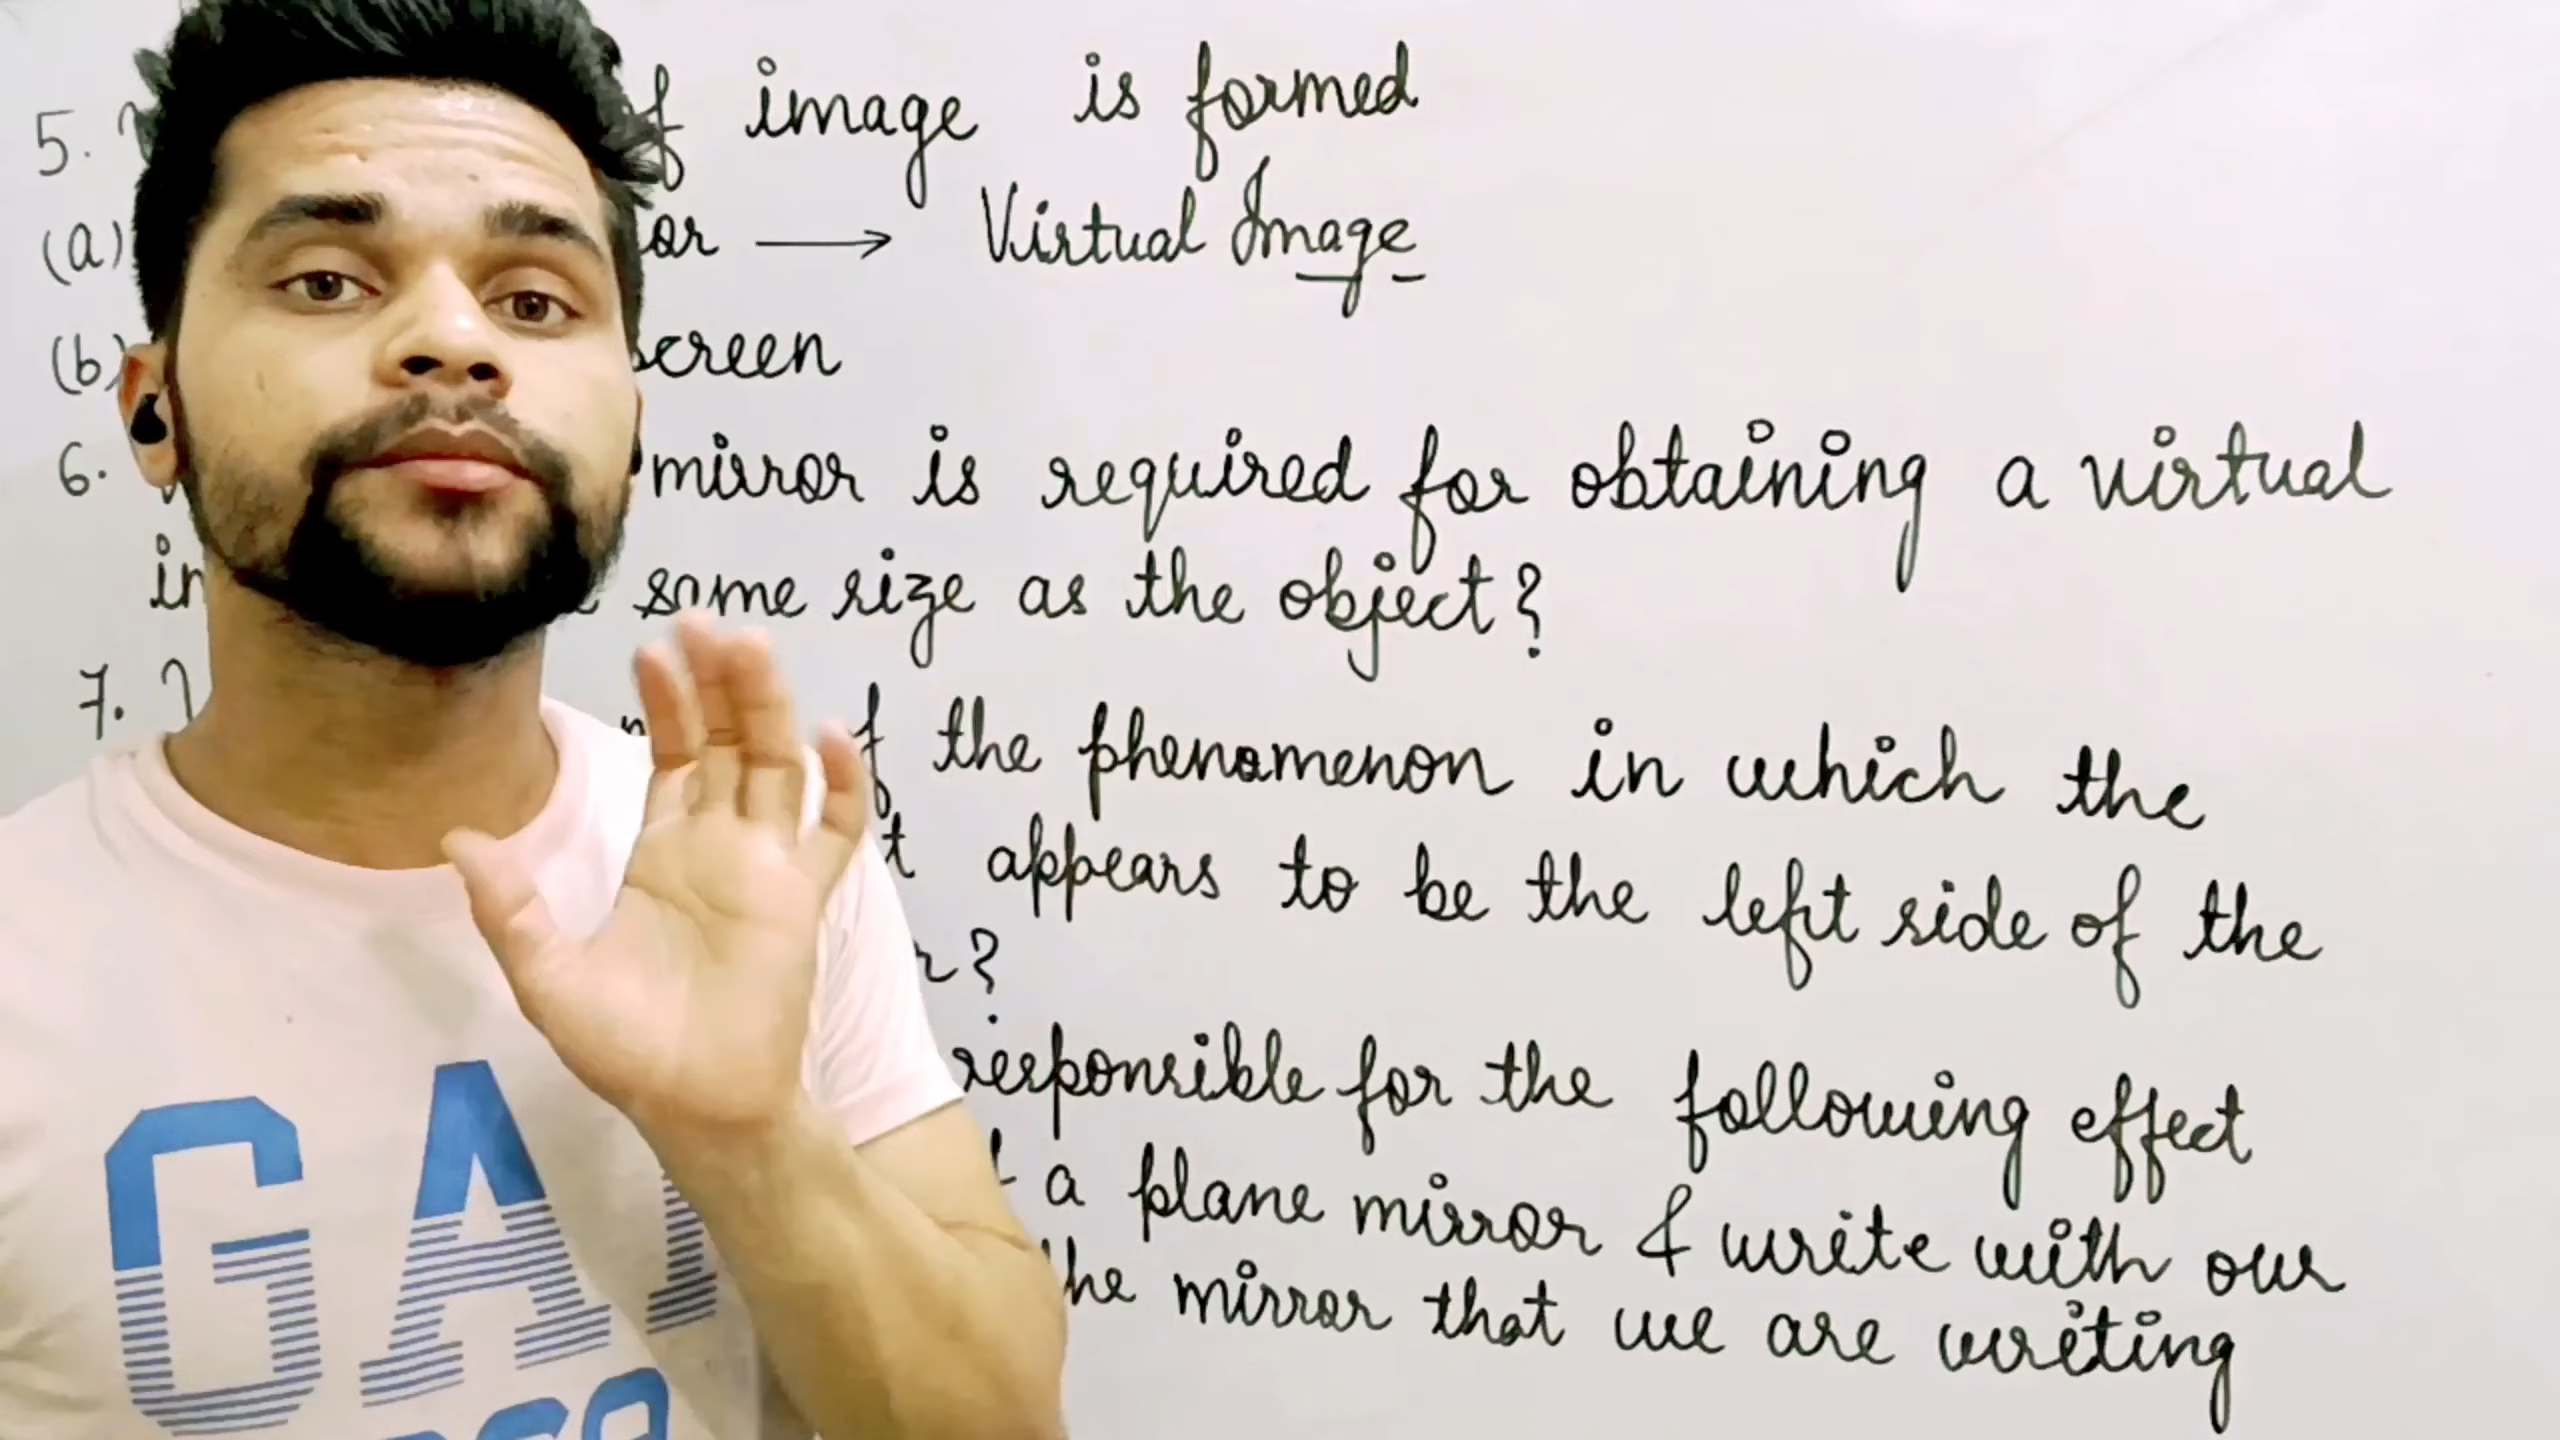 5. image is formed
(a) → Virtual Image
(b) screen
6. mirror is required for obtaining a virtual
same size as the object?
7. the phenomenon in which the
appears to be the left side of the
responsible for the following effect
a plane mirror & write with our
the mirror that we are writing
GA